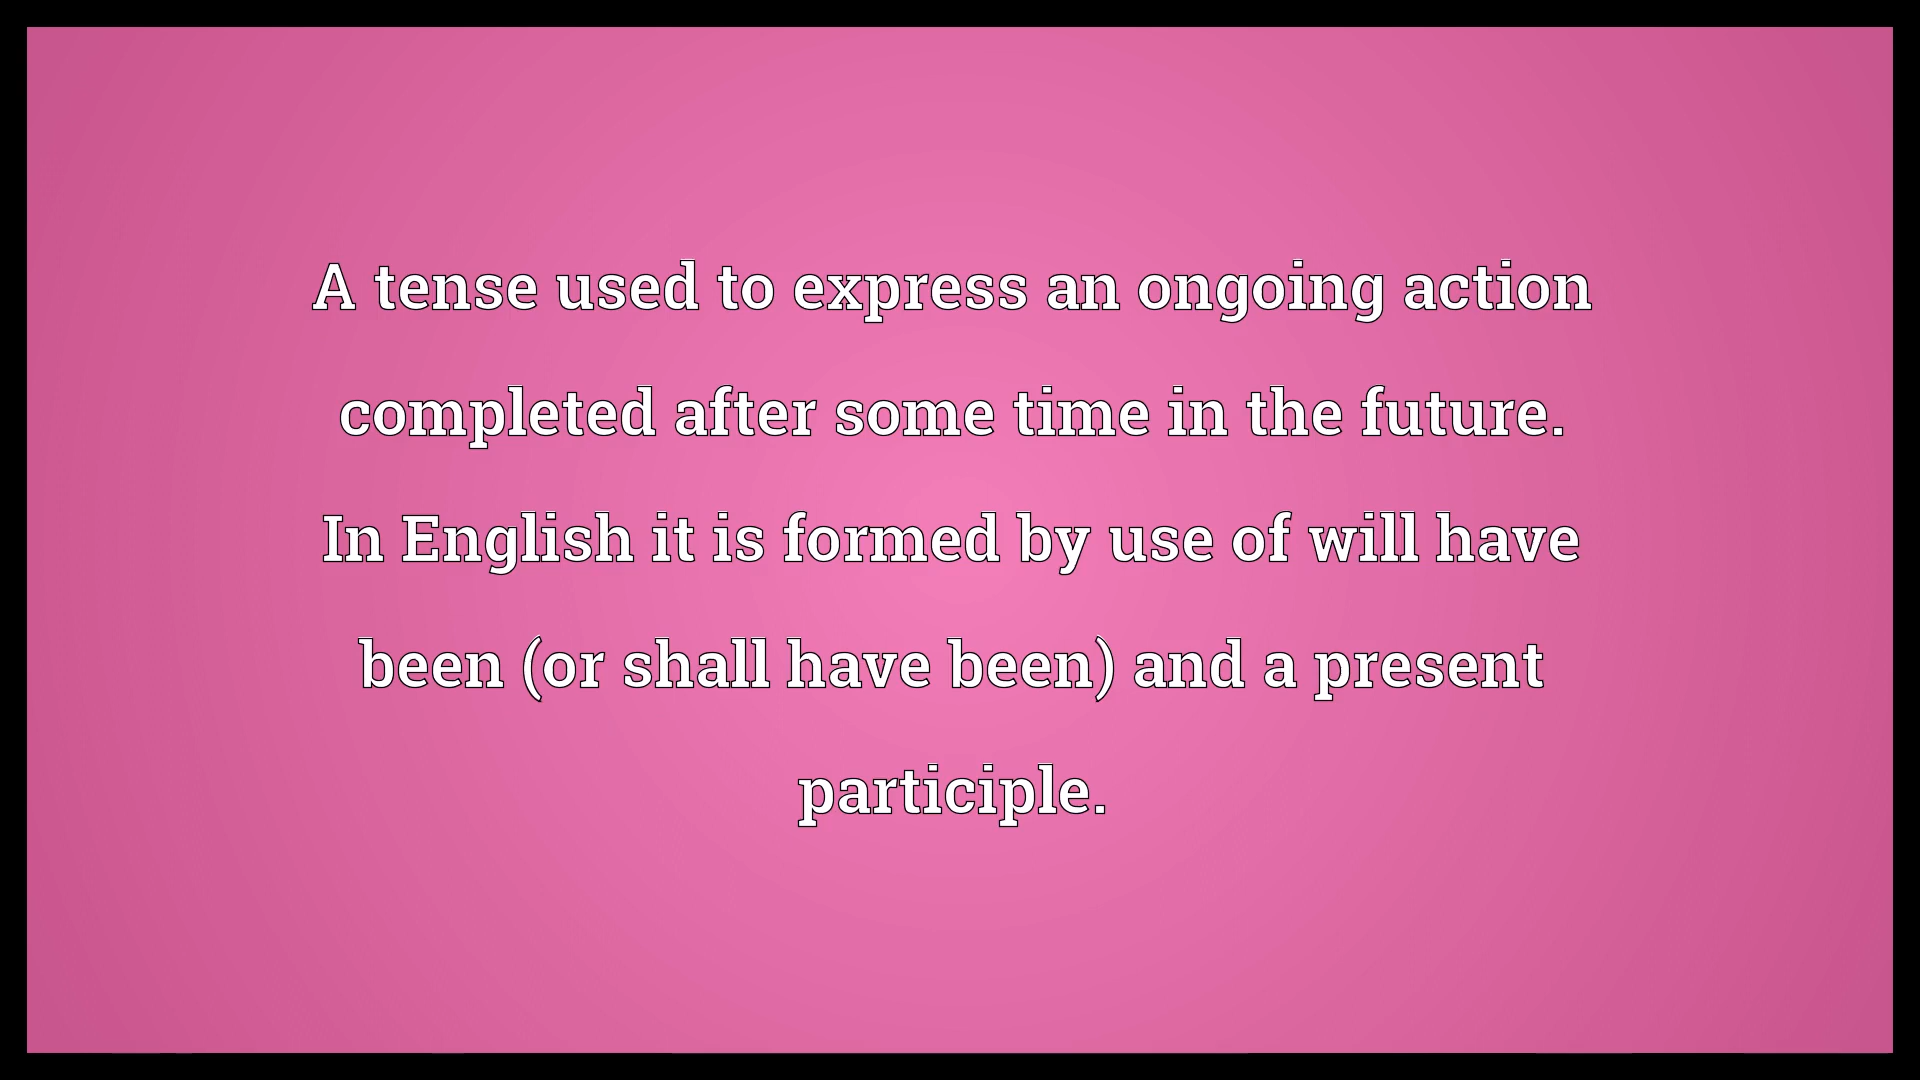 A tense used to express an ongoing action
completed after some time in the future.
In English it is formed by use of will have
been (or shall have been) and a present
participle.